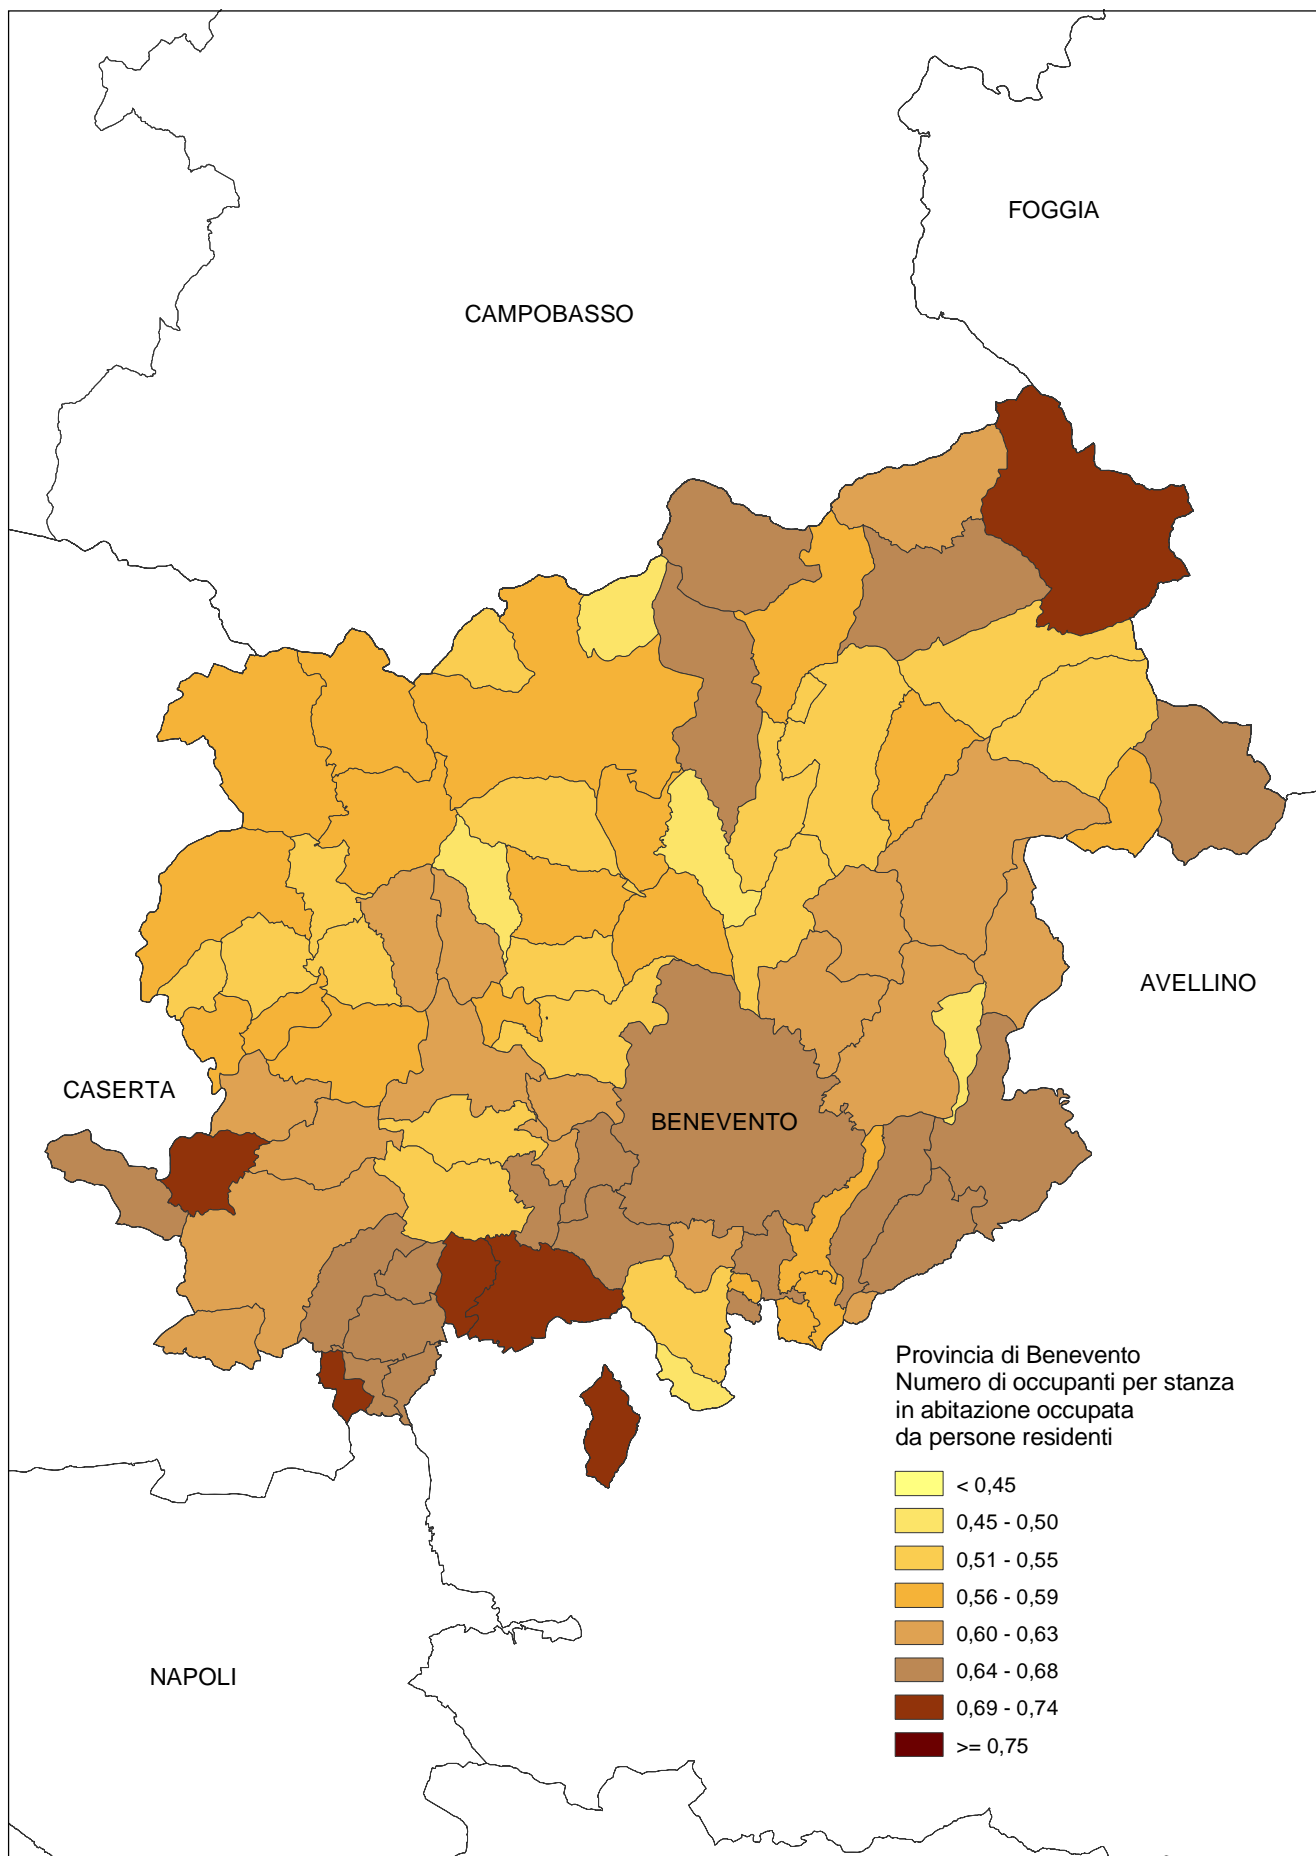 FOGGIA
CAMPOBASSO
AVELLINO
CASERTA
BENEVENTO
NAPOLI
Provincia di Benevento
Numero di occupanti per stanza
in abitazione occupata
da persone residenti
< 0,45
0,45 - 0,50
0,51 - 0,55
0,56 - 0,59
0,60 - 0,63
0,64 - 0,68
0,69 - 0,74
>= 0,75